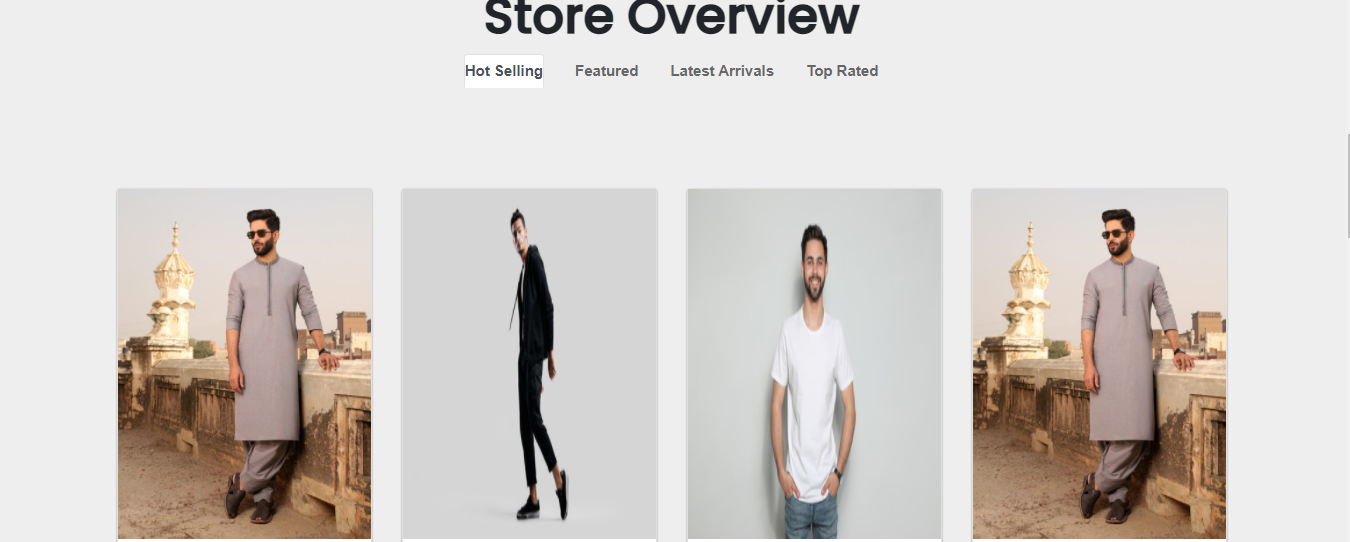 Store Overview
Hot Selling Featured Latest Arrivals Top Rated